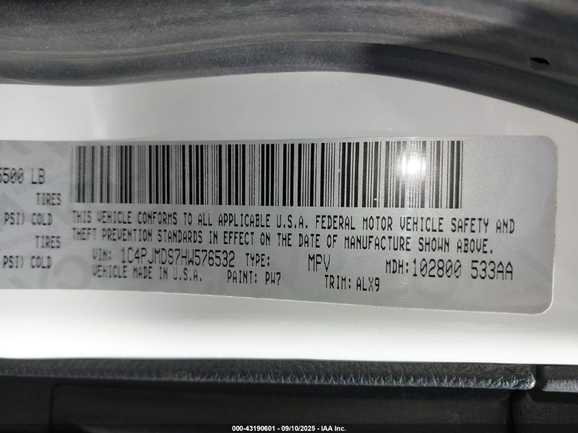 5500 LB
TIRES
PSI) COLD
TIRES
PSI) COLD
THIS VEHICLE CONFORMS TO ALL APPLICABLE U.S.A. FEDERAL MOTOR VEHICLE SAFETY AND
THEFT PREVENTION STANDARDS IN EFFECT ON THE DATE OF MANUFACTURE SHOWN ABOVE.
VIN: 1C4PJMDS7HW576532 TYPE: MPV MDH: 102800 533AA
VEHICLE MADE IN U.S.A. PAINT: PW7 TRIM: ALX9
000-43190601 - 09/10/2025 - IAA Inc.